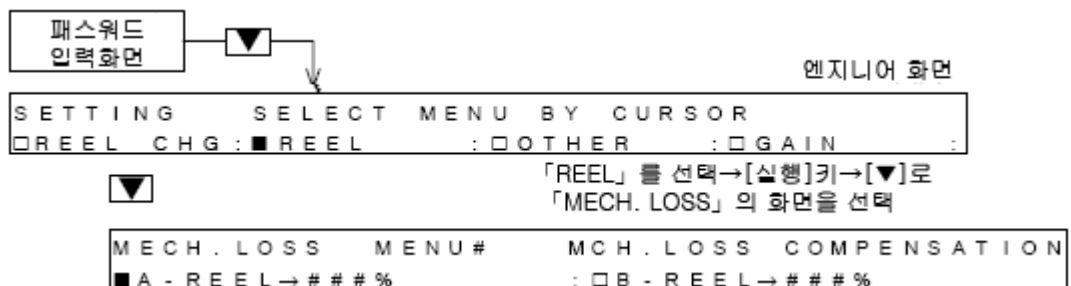 패스워드
입력화면
▼
엔지니어 화면
SETTING SELECT MENU BY CURSOR
□REEL CHG:■REEL :□OTHER :□GAIN :
▼
「REEL」를 선택→[실행]키→[▼]로
「MECH. LOSS」의 화면을 선택
MECH.LOSS MENU# MCH.LOSS COMPENSATION
■A-REEL→###% :□B-REEL→###%